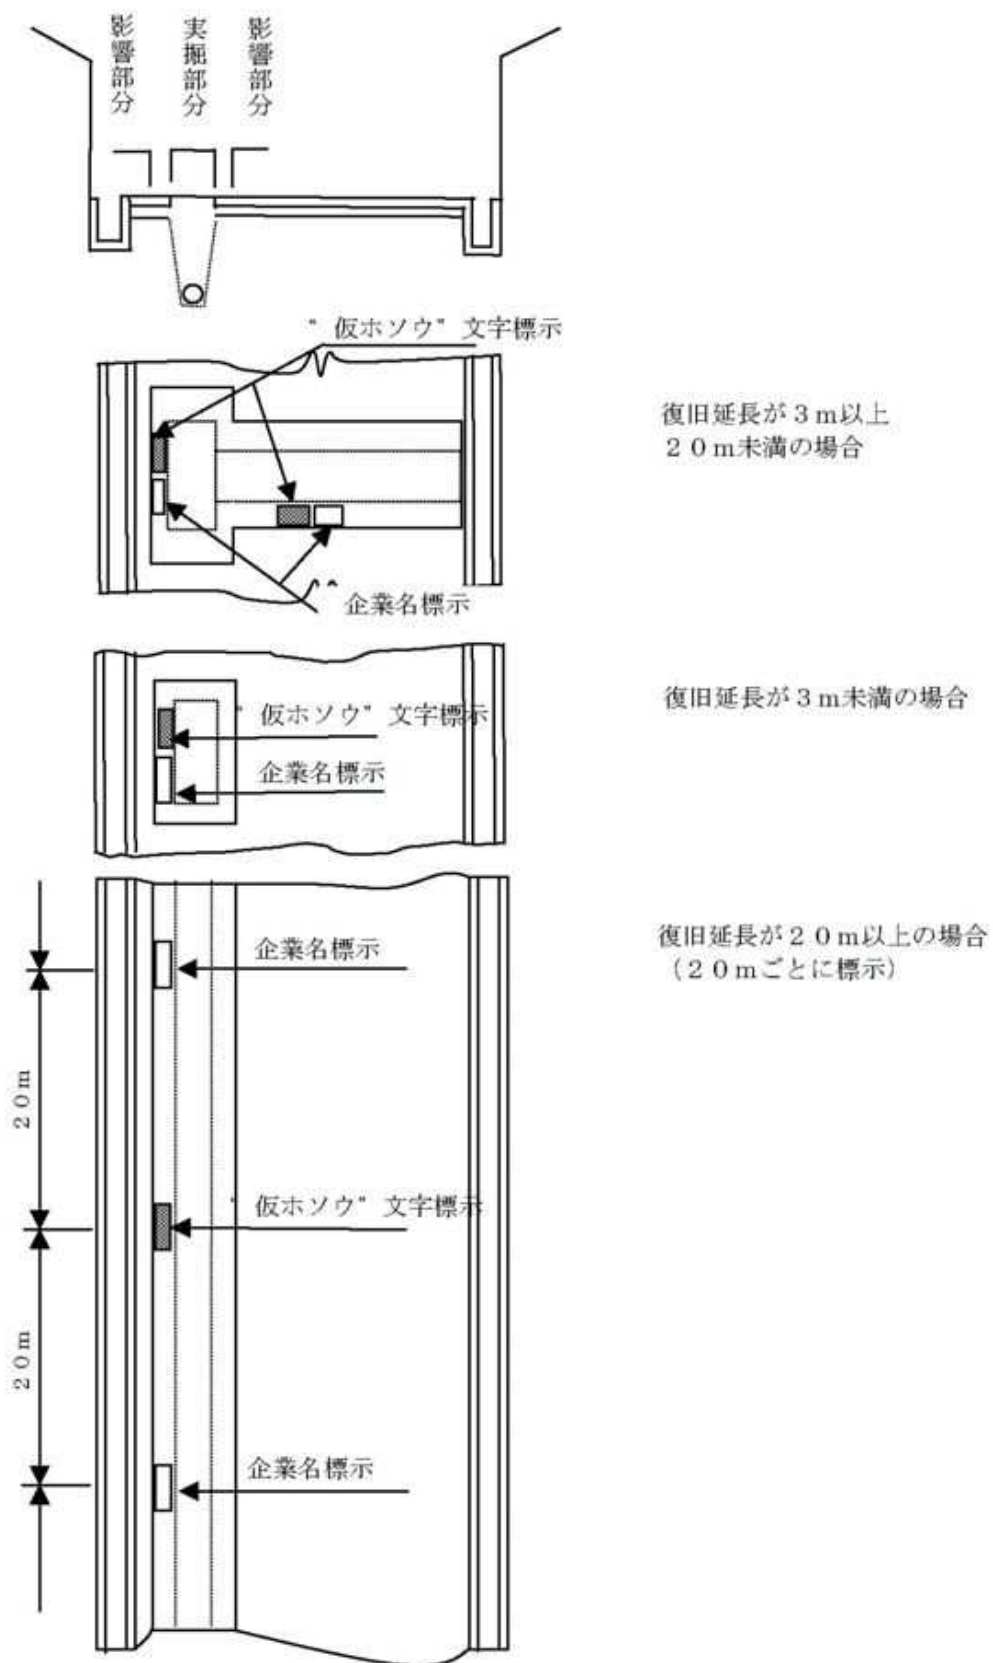 影響部分
実掘部分
影響部分
"仮ホソウ"文字標示
復旧延長が3m以上
20m未満の場合
企業名標示
復旧延長が3m未満の場合
"仮ホソウ"文字標示
企業名標示
復旧延長が20m以上の場合
(20mごとに標示)
企業名標示
20m
"仮ホソウ"文字標示
20m
企業名標示